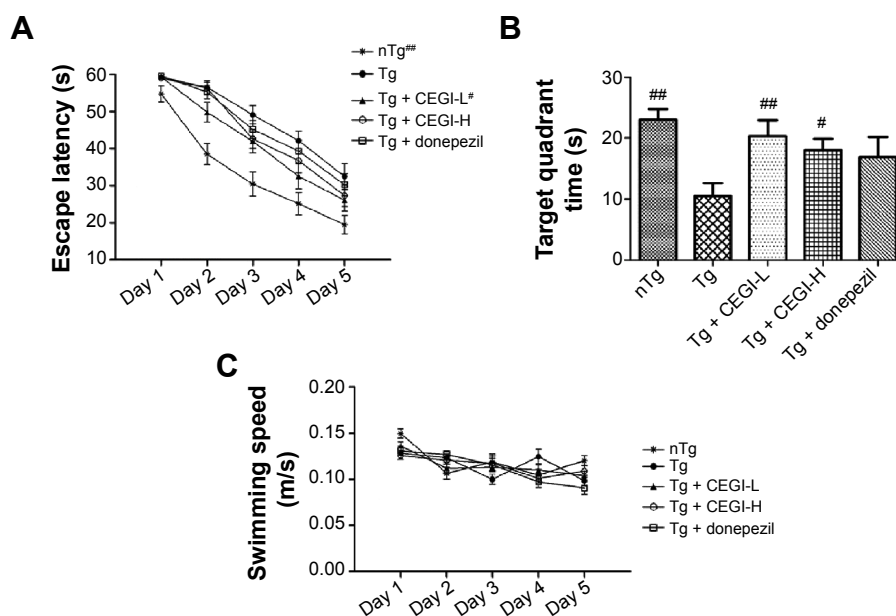 A
Escape latency (s)
60
50
40
30
20
10
Day 1
Day 2
Day 3
Day 4
Day 5
nTg##
Tg
Tg + CEGI-L#
Tg + CEGI-H
Tg + donepezil
B
Target quadrant
time (s)
30
20
10
0
##
##
#
nTg
Tg
Tg + CEGI-L
Tg + CEGI-H
Tg + donepezil
C
Swimming speed
(m/s)
0.20
0.15
0.10
0.05
0.00
Day 1
Day 2
Day 3
Day 4
Day 5
nTg
Tg
Tg + CEGI-L
Tg + CEGI-H
Tg + donepezil